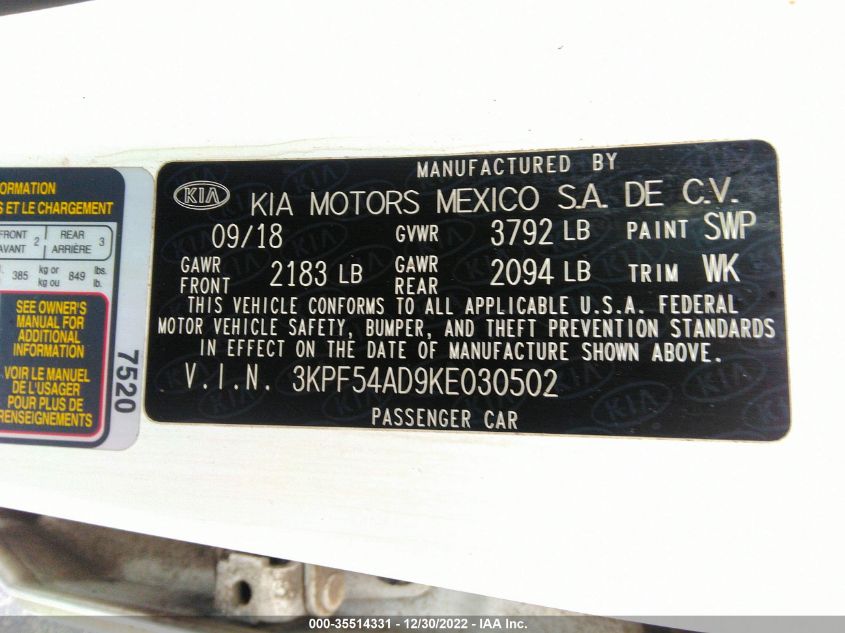 ORMATION
S ET LE CHARGEMENT
FRONT 2 REAR 3
AVANT ARRIÈRE
385 kg or kg ou 849 lbs. lb.
SEE OWNER'S
MANUAL FOR
ADDITIONAL
INFORMATION
VOIR LE MANUEL
DE L'USAGER
POUR PLUS DE
RENSEIGNEMENTS
7520
MANUFACTURED BY
KIA KIA MOTORS MEXICO S.A. DE C.V.
09/18 GVWR 3792 LB PAINT SWP
GAWR FRONT 2183 LB GAWR REAR 2094 LB TRIM WK
THIS VEHICLE CONFORMS TO ALL APPLICABLE U.S.A. FEDERAL
MOTOR VEHICLE SAFETY, BUMPER, AND THEFT PREVENTION STANDARDS
IN EFFECT ON THE DATE OF MANUFACTURE SHOWN ABOVE.
V.I.N. 3KPF54AD9KE030502
PASSENGER CAR
000-35514331 - 12/30/2022 - IAA Inc.